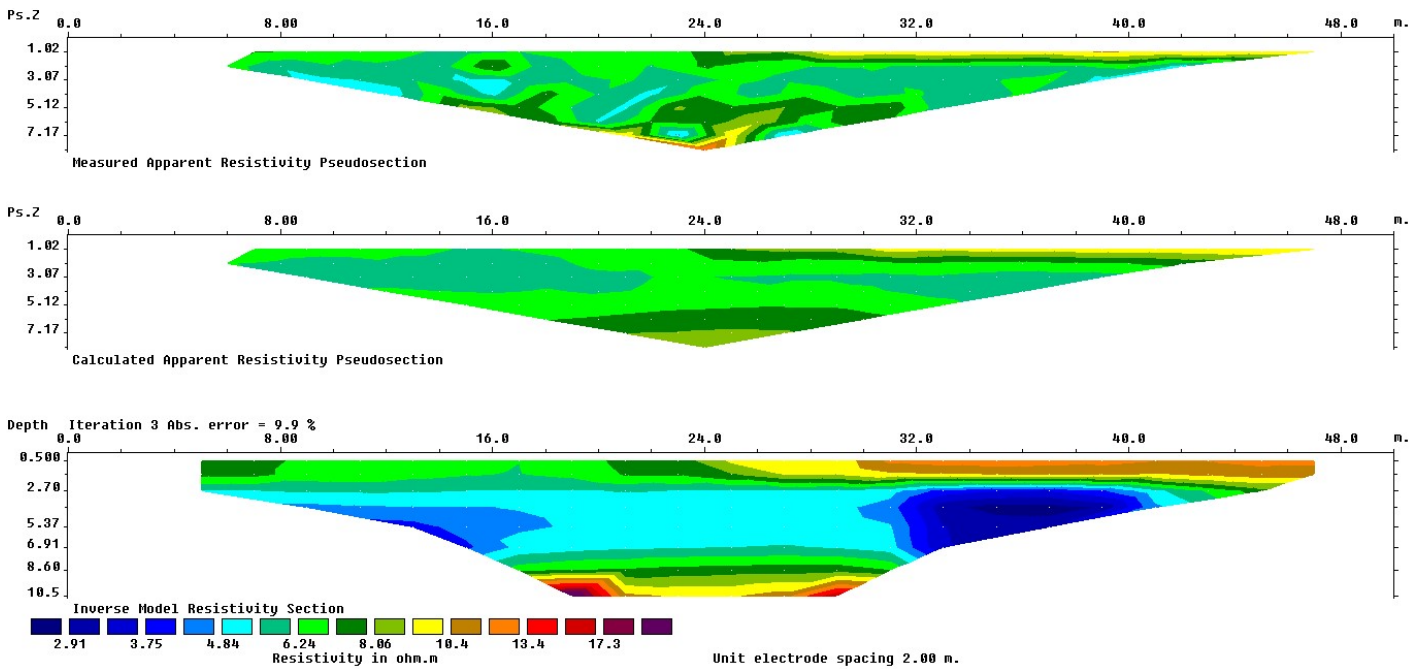 Ps.Z 0.0 8.00 16.0 24.0 32.0 40.0 48.0 m.
1.02
3.07
5.12
7.17
Measured Apparent Resistivity Pseudosection
Ps.Z 0.0 8.00 16.0 24.0 32.0 40.0 48.0 m.
1.02
3.07
5.12
7.17
Calculated Apparent Resistivity Pseudosection
Depth Iteration 3 Abs. error = 9.9 %
0.0 8.00 16.0 24.0 32.0 40.0 48.0 m.
0.500
2.70
5.37
6.91
8.60
10.5
Inverse Model Resistivity Section
2.91 3.75 4.84 6.24 8.06 10.4 13.4 17.3
Resistivity in ohm.m Unit electrode spacing 2.00 m.